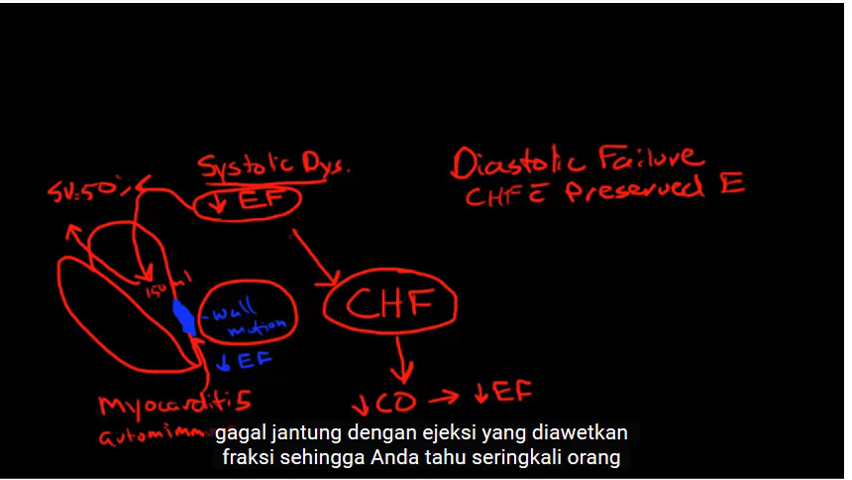 Systolic Dys.
↓ EF
SV=50%
150 ml
wall
motion
↓ EF
Myocarditis
CHF
↓CO → ↓EF
Diastolic Failure
CHF c̄ Preserved E
gagal jantung dengan ejeksi yang diawetkan
fraksi sehingga Anda tahu seringkali orang